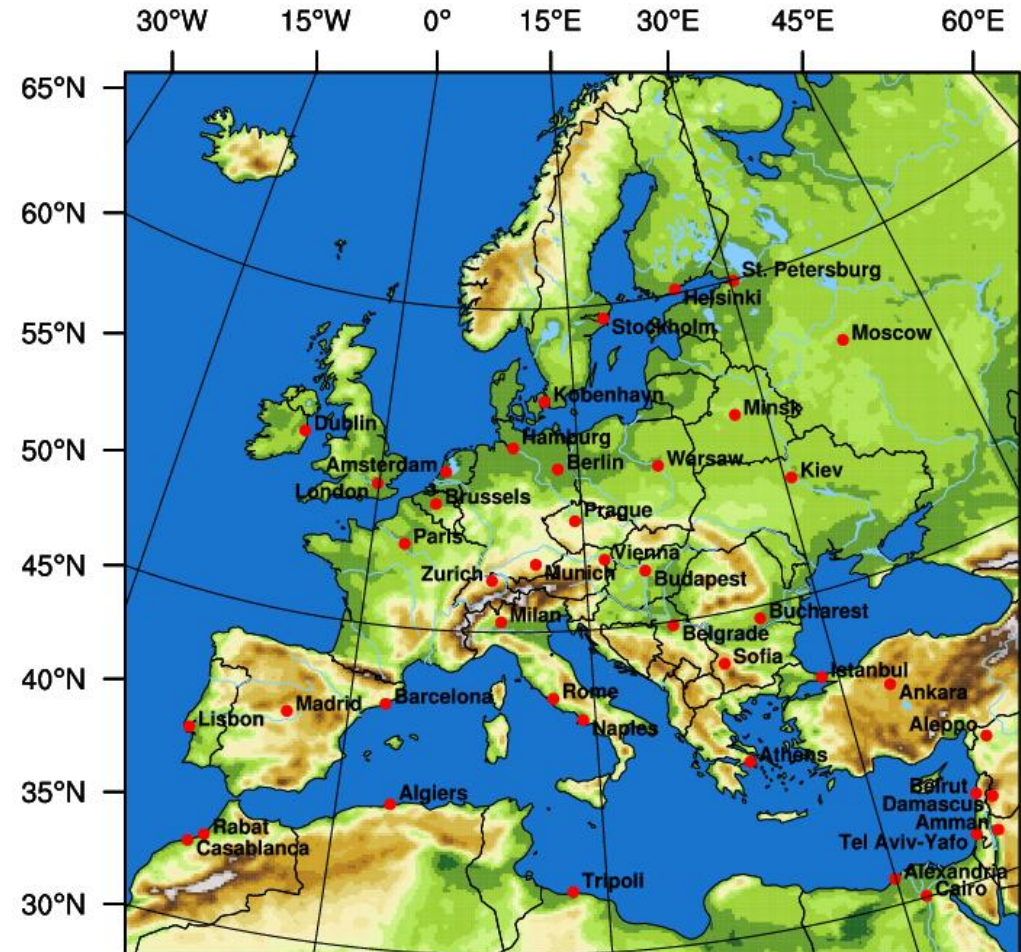 30°W 15°W 0° 15°E 30°E 45°E 60°E
65°N
60°N
55°N
50°N
45°N
40°N
35°N
30°N
St. Petersburg
Helsinki
Stockholm
Moscow
Kobenhavn
Minsk
Dublin
Hamburg
Amsterdam
Berlin
Warsaw
Kiev
London
Brussels
Prague
Paris
Vienna
Zurich
Munich
Budapest
Milan
Bucharest
Belgrade
Sofia
Istanbul
Ankara
Rome
Barcelona
Madrid
Lisbon
Naples
Aleppo
Athens
Beirut
Damascus
Algiers
Amman
Rabat
Tel Aviv-Yafo
Casablanca
Alexandria
Tripoli
Cairo